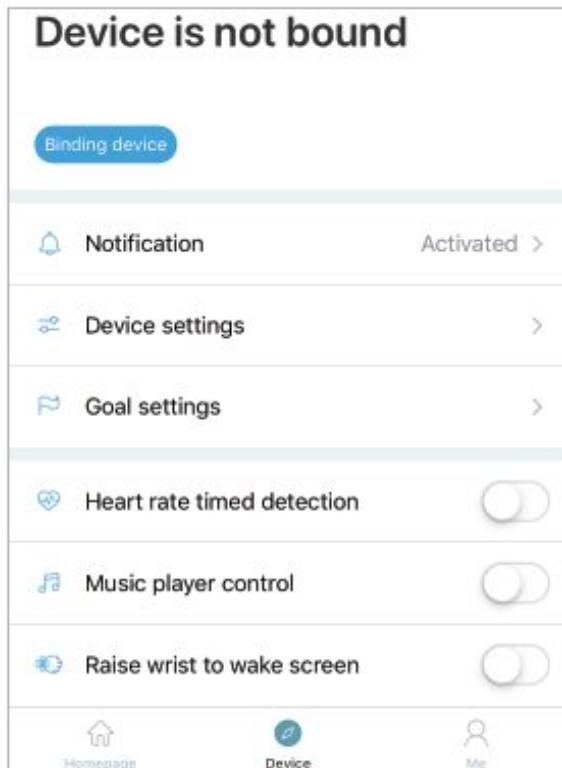 Device is not bound
Binding device
Notification Activated
Device settings
Goal settings
Heart rate timed detection
Music player control
Raise wrist to wake screen
Homepage Device Me